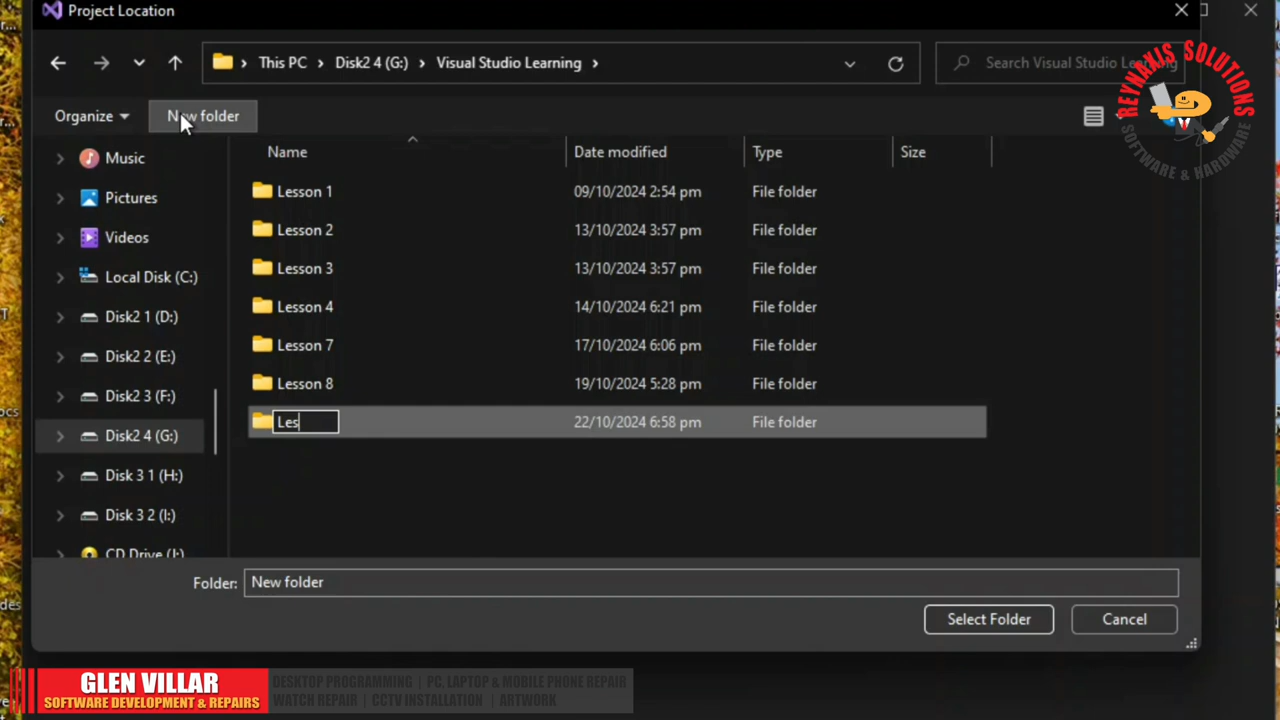 Project Location
This PC
Disk2 4 (G:)
Visual Studio Learning
Search Visual Studio Learning
Organize
New folder
Name
Date modified
Type
Size
Music
Pictures
Videos
Local Disk (C:)
Disk2 1 (D:)
Disk2 2 (E:)
Disk2 3 (F:)
Disk2 4 (G:)
Disk 3 1 (H:)
Disk 3 2 (I:)
CD Drive (J:)
Lesson 1 09/10/2024 2:54 pm File folder
Lesson 2 13/10/2024 3:57 pm File folder
Lesson 3 13/10/2024 3:57 pm File folder
Lesson 4 14/10/2024 6:21 pm File folder
Lesson 7 17/10/2024 6:06 pm File folder
Lesson 8 19/10/2024 5:28 pm File folder
Les 22/10/2024 6:58 pm File folder
Folder: New folder
Select Folder
Cancel
REYNAXIS SOLUTIONS
SOFTWARE & HARDWARE
GLEN VILLAR
SOFTWARE DEVELOPMENT & REPAIRS
DESKTOP PROGRAMMING | PC, LAPTOP & MOBILE PHONE REPAIR
WATCH REPAIR | CCTV INSTALLATION | ARTWORK